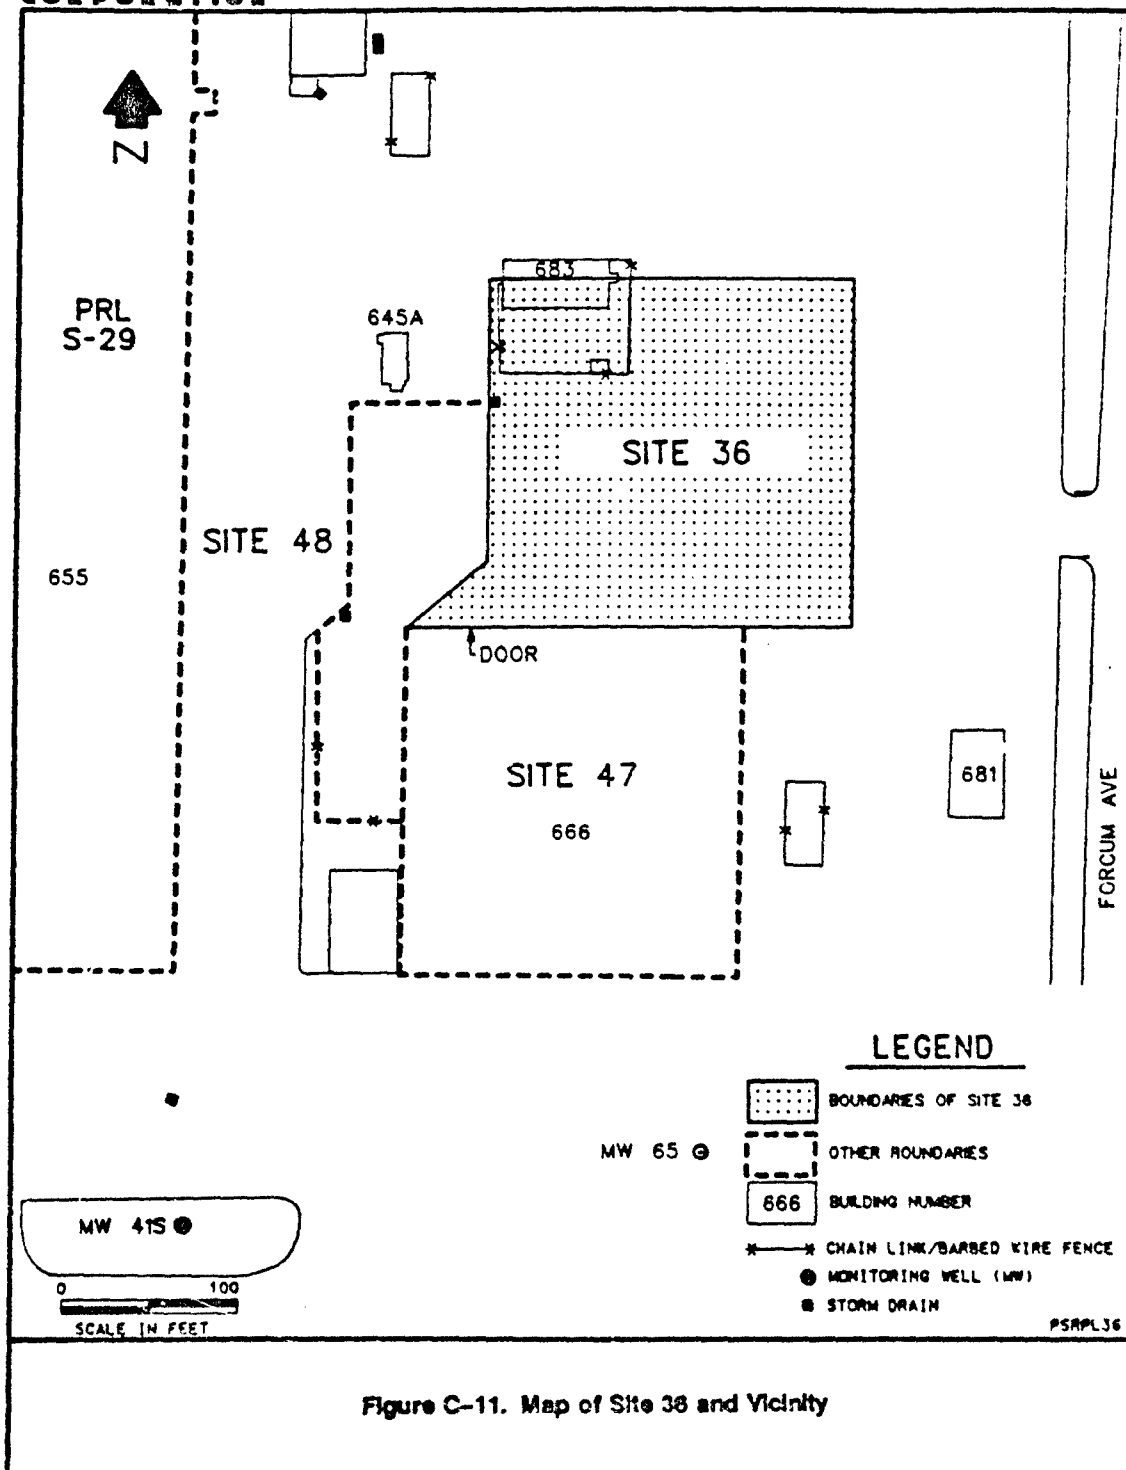 N
683
PRL
S-29
645A
SITE 36
SITE 48
655
DOOR
SITE 47
666
681
FORCUM AVE
LEGEND
BOUNDARIES OF SITE 36
MW 65
OTHER BOUNDARIES
666 BUILDING NUMBER
MW 41S
CHAIN LINK/BARBED WIRE FENCE
MONITORING WELL (MW)
STORM DRAIN
0 100
SCALE IN FEET
PSRPL36
Figure C-11. Map of Site 36 and Vicinity